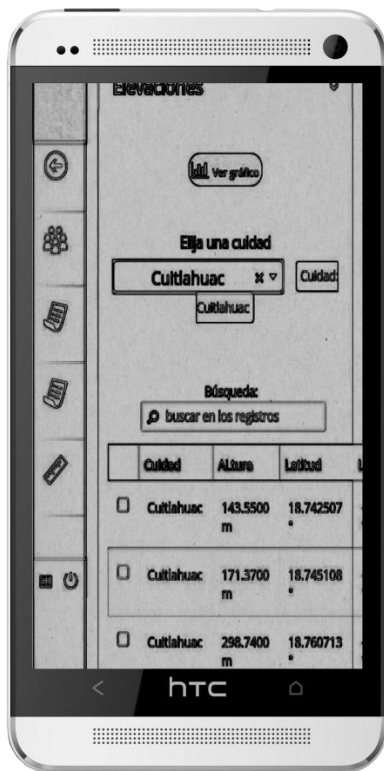 Elevaciones
Ver gráfico
Elija una cuidad
Cuitlahuac
Cuidad:
Cuitlahuac
Búsqueda:
buscar en los registros
Cuidad ALtura Latitud L
Cuitlahuac 143.5500 m 18.742507 °
Cuitlahuac 171.3700 m 18.745108 °
Cuitlahuac 298.7400 m 18.760713 °
hTC